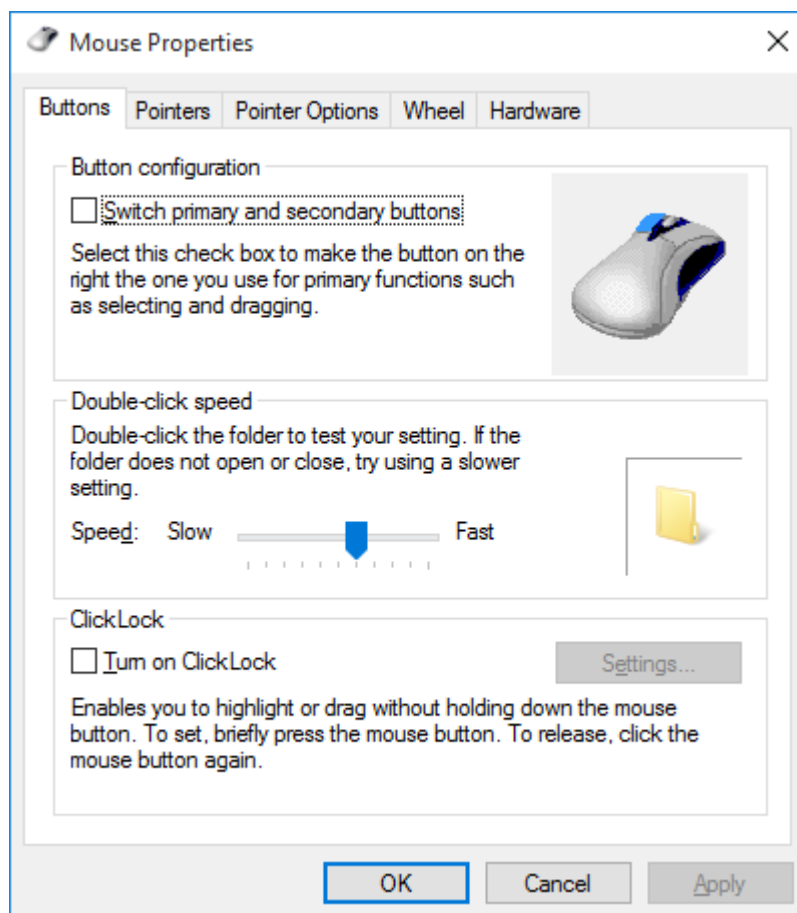 Mouse Properties
Buttons Pointers Pointer Options Wheel Hardware
Button configuration
Switch primary and secondary buttons
Select this check box to make the button on the
right the one you use for primary functions such
as selecting and dragging.
Double-click speed
Double-click the folder to test your setting. If the
folder does not open or close, try using a slower
setting.
Speed: Slow Fast
ClickLock
Turn on ClickLock Settings...
Enables you to highlight or drag without holding down the mouse
button. To set, briefly press the mouse button. To release, click the
mouse button again.
OK Cancel Apply